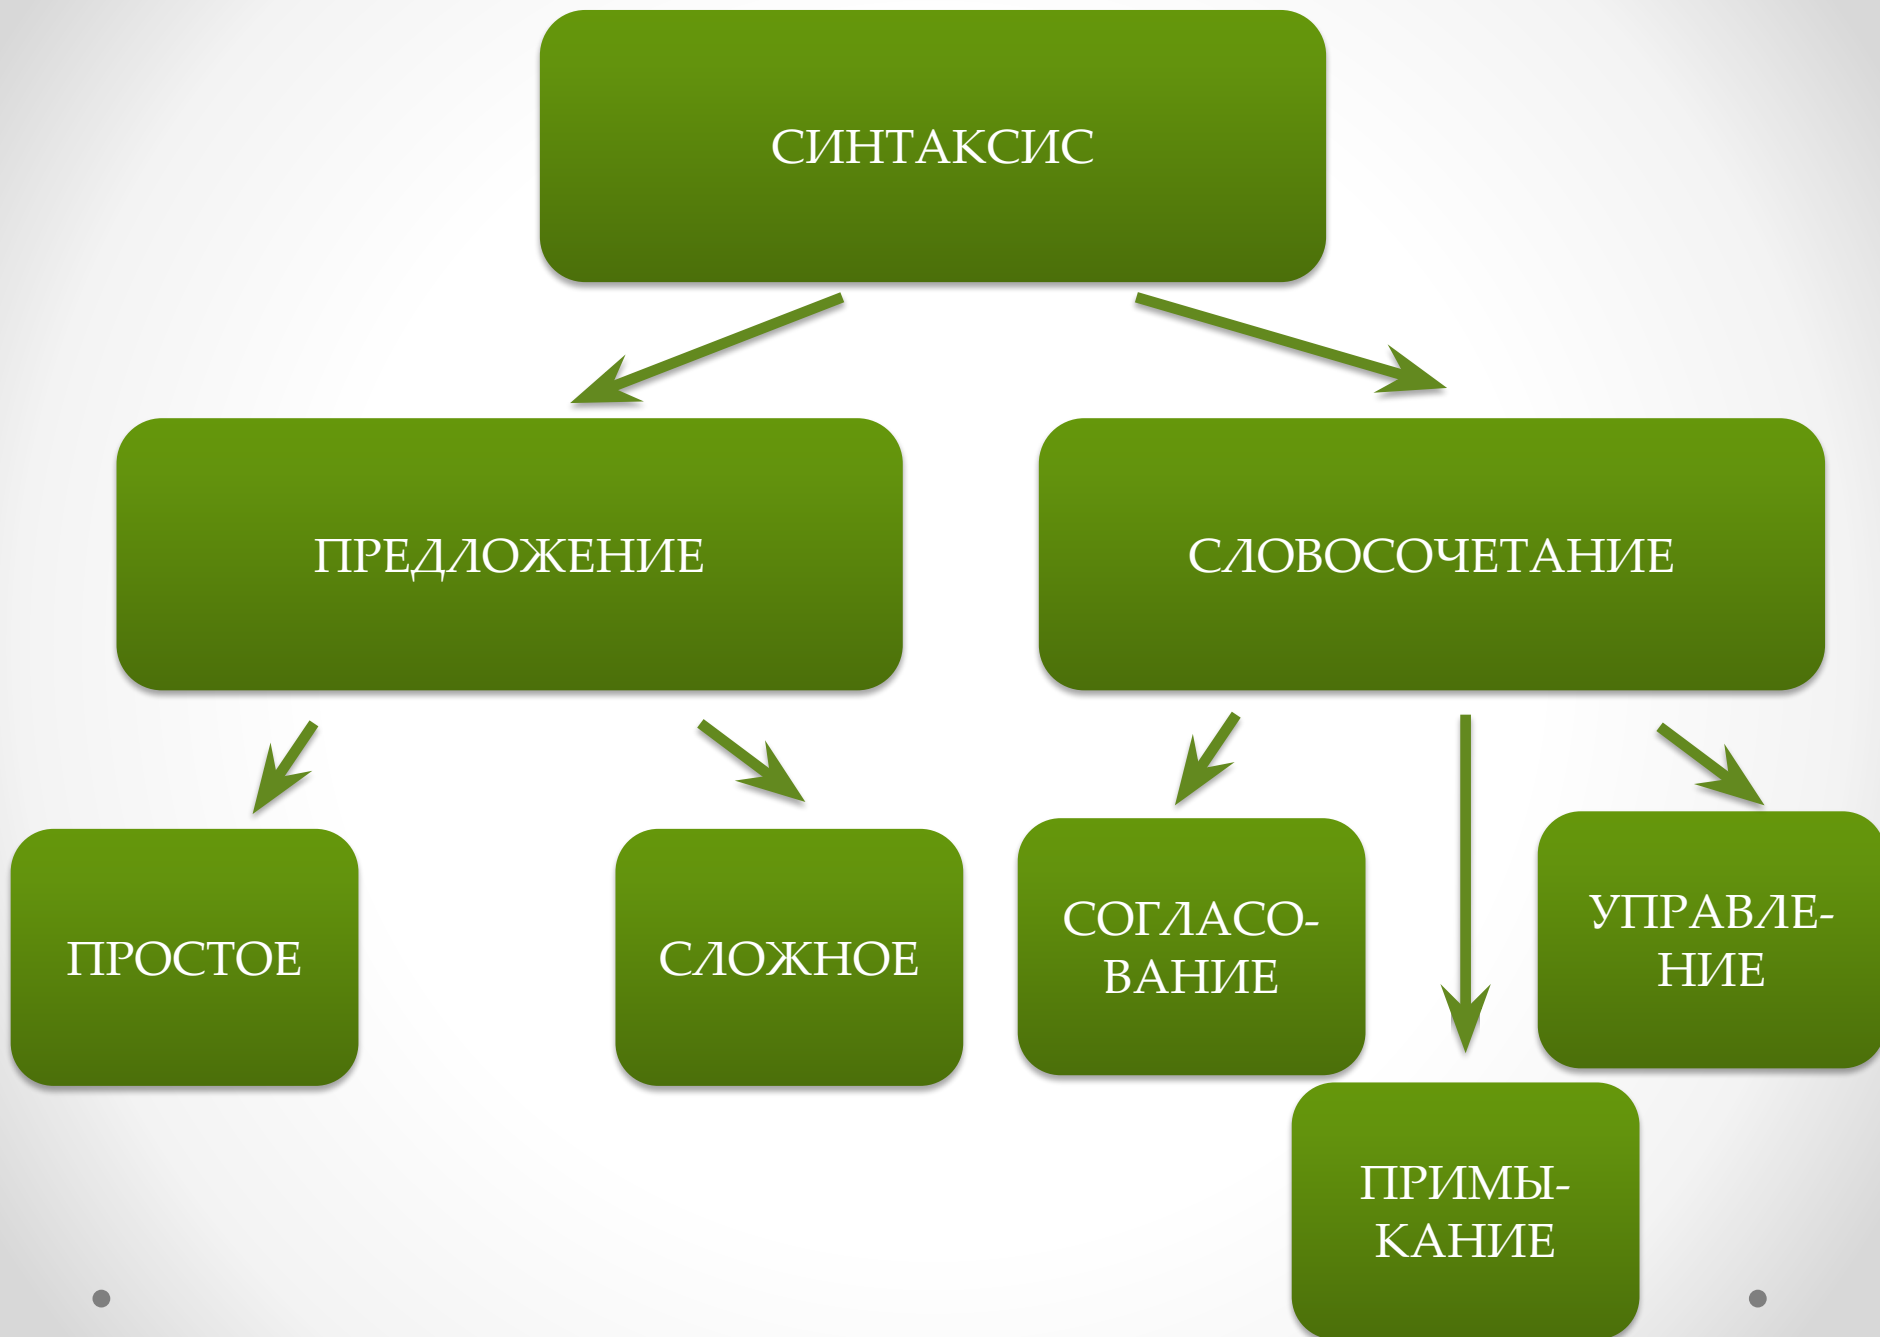 СИНТАКСИС
ПРЕДЛОЖЕНИЕ
СЛОВОСОЧЕТАНИЕ
ПРОСТОЕ
СЛОЖНОЕ
СОГЛАСО-
ВАНИЕ
УПРАВЛЕ-
НИЕ
ПРИМЫ-
КАНИЕ